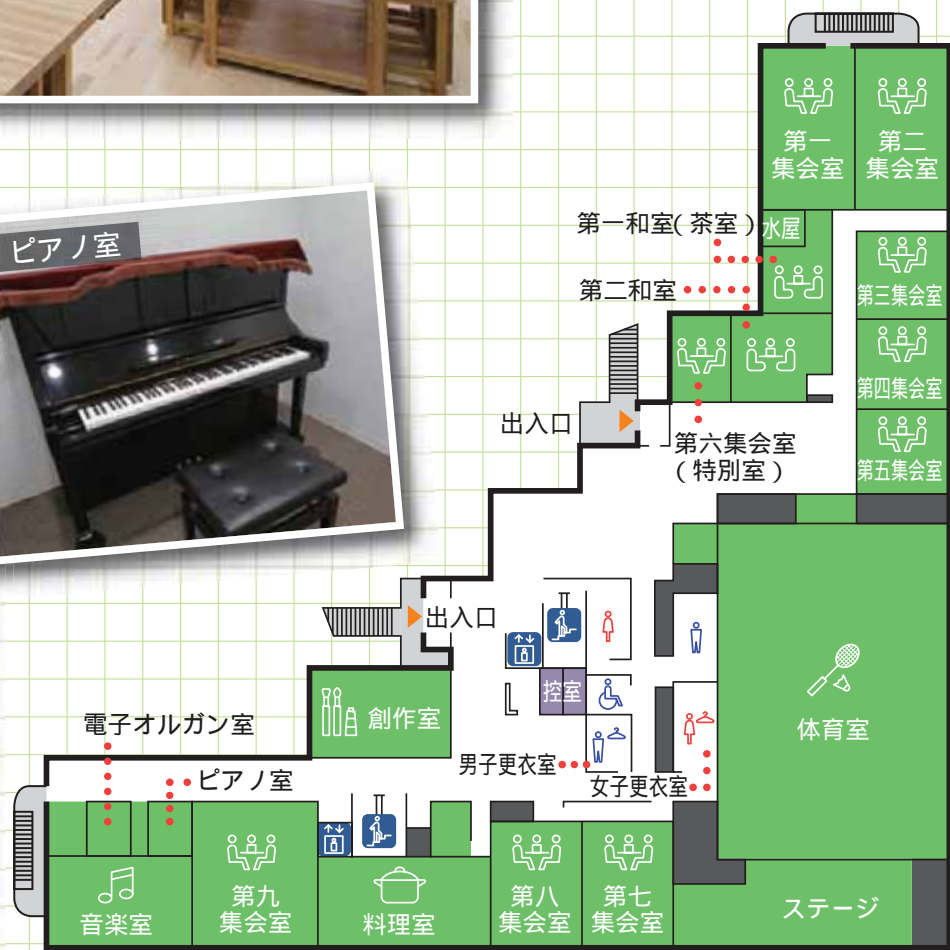 第一
集会室
第二
集会室
第一和室(茶室)
水屋
ピアノ室
第二和室
第三集会室
第四集会室
出入口
第六集会室
(特別室)
第五集会室
出入口
控室
創作室
電子オルガン室
体育室
男子更衣室
ピアノ室
女子更衣室
音楽室
第九
集会室
料理室
第八
集会室
第七
集会室
ステージ